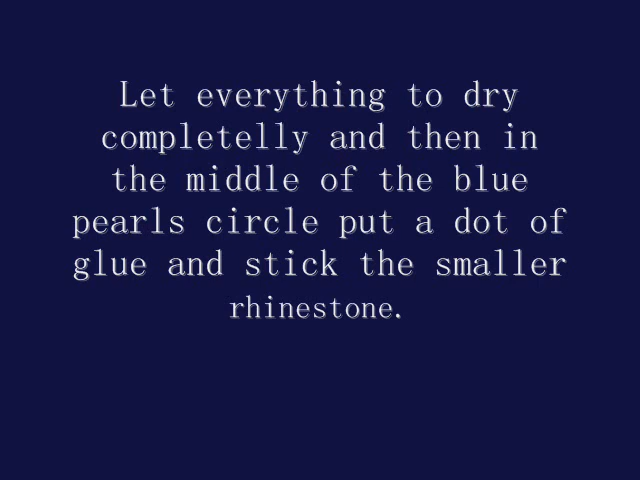 Let everything to dry
completelly and then in
the middle of the blue
pearls circle put a dot of
glue and stick the smaller
rhinestone.